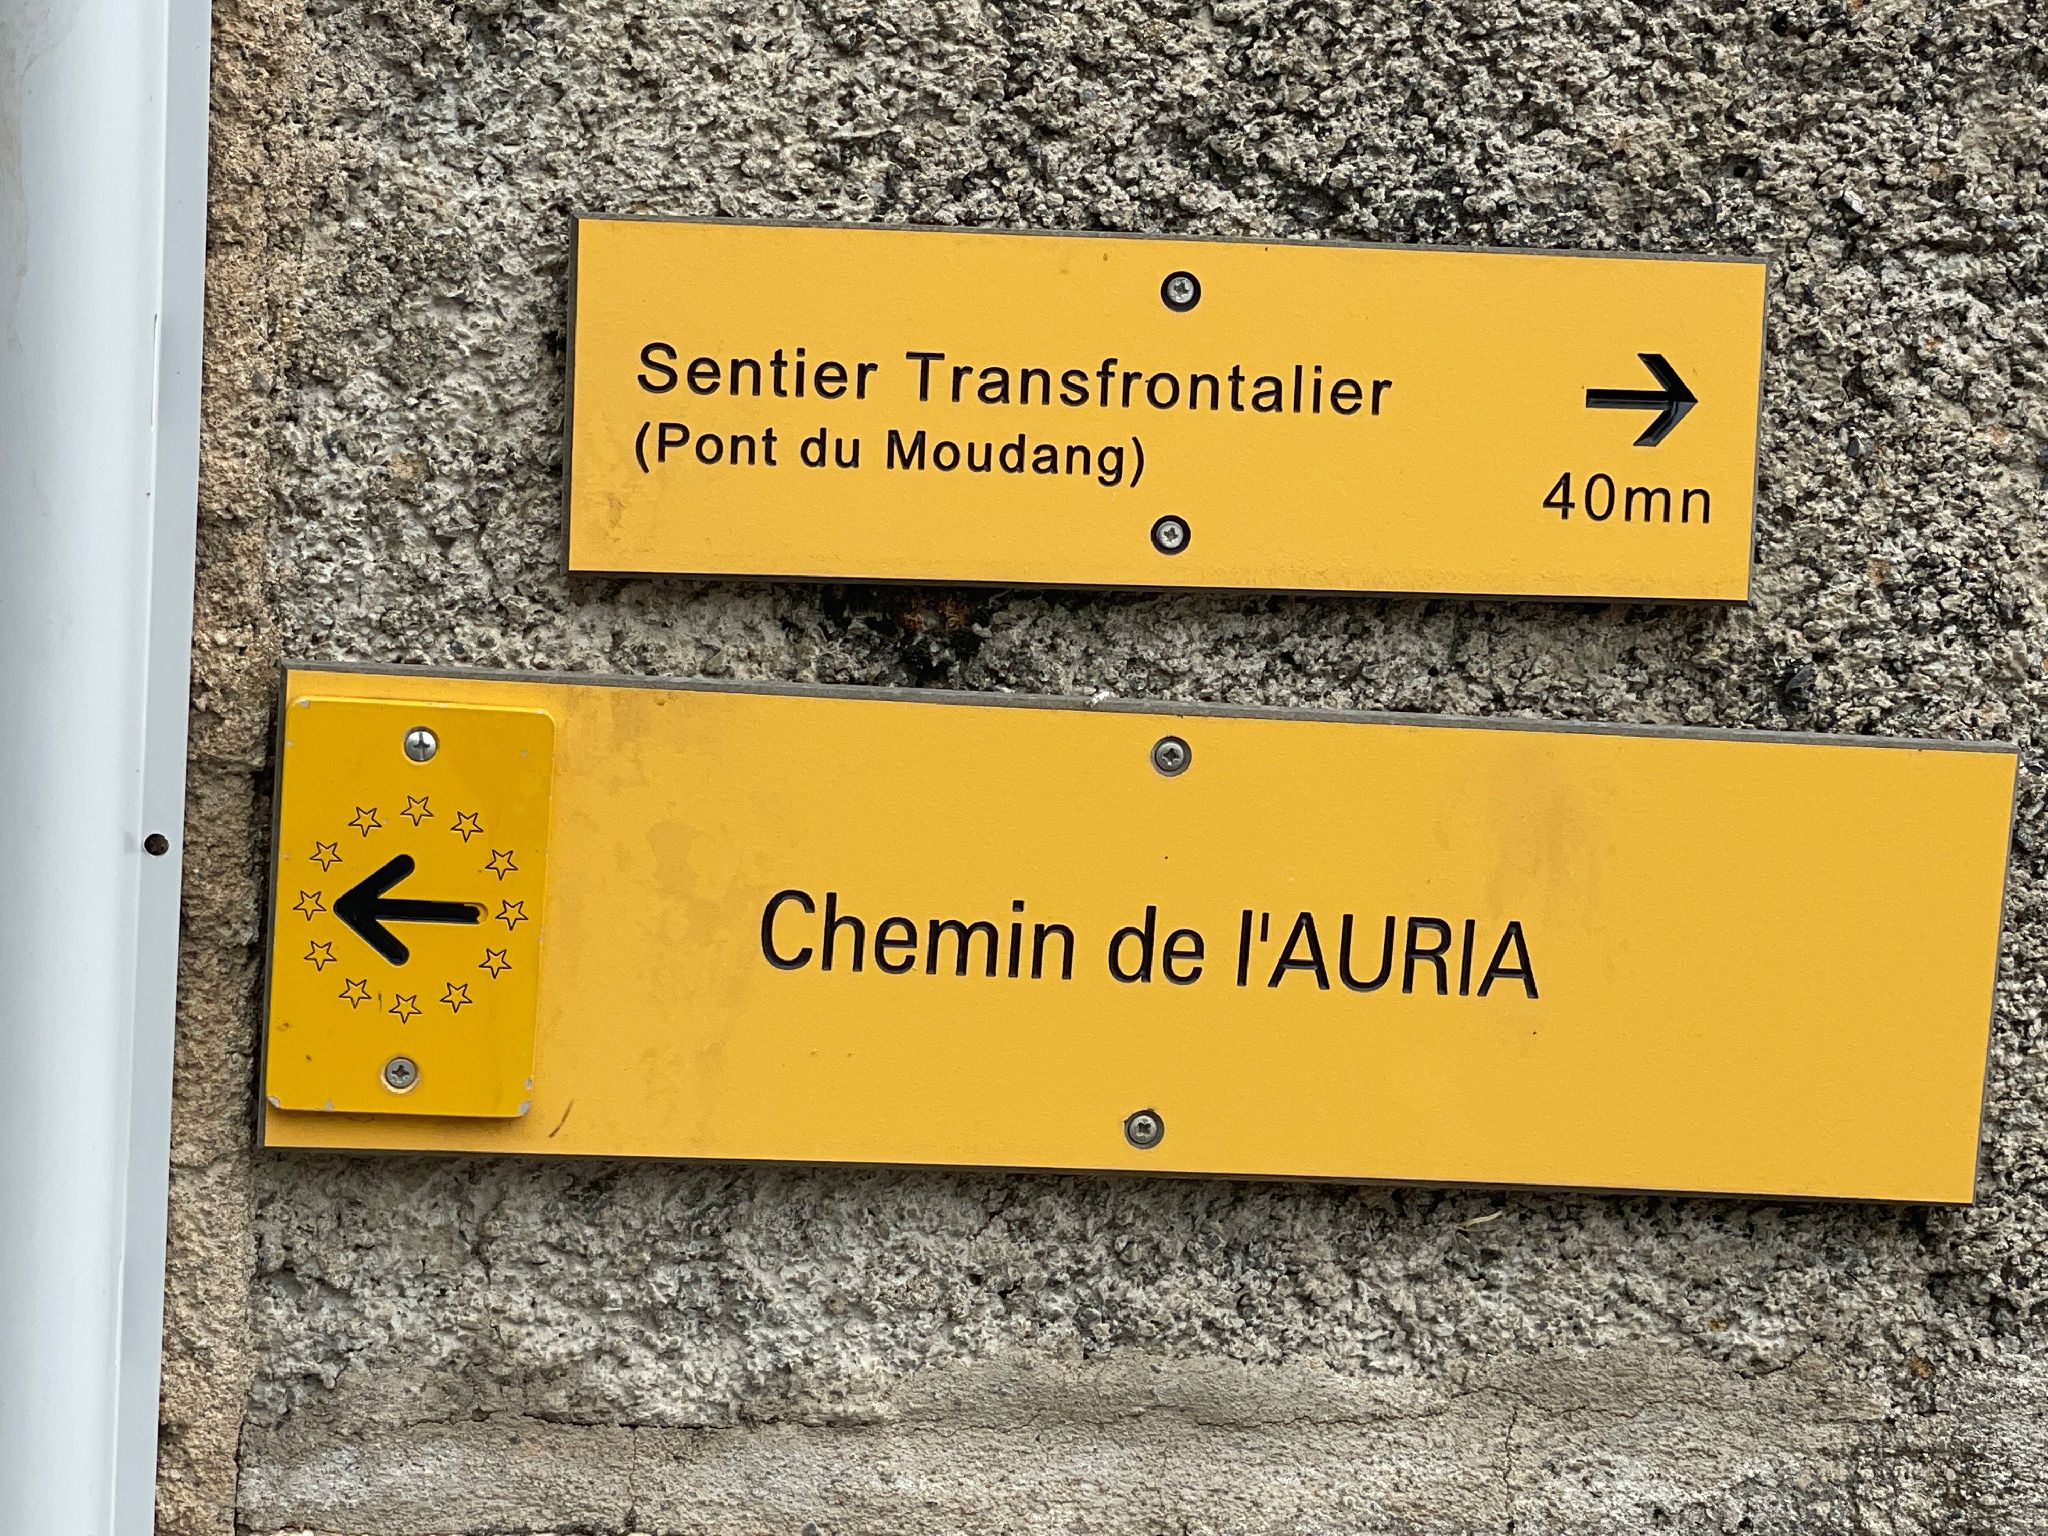 Sentier Transfrontalier
(Pont du Moudang)
40mn
Chemin de l'AURIA